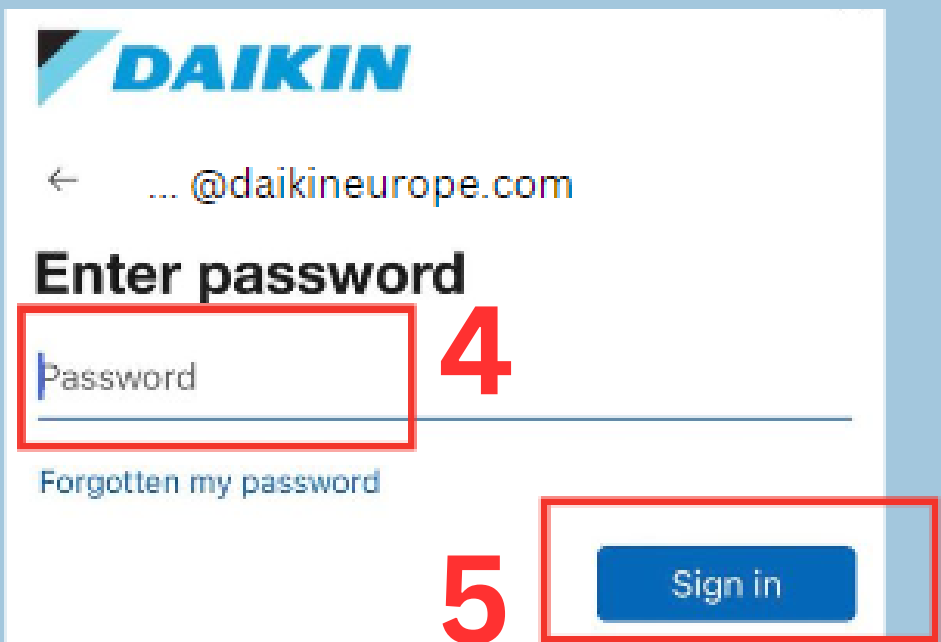 DAIKIN
← ... @daikineurope.com
Enter password
4
Password
Forgotten my password
5
Sign in